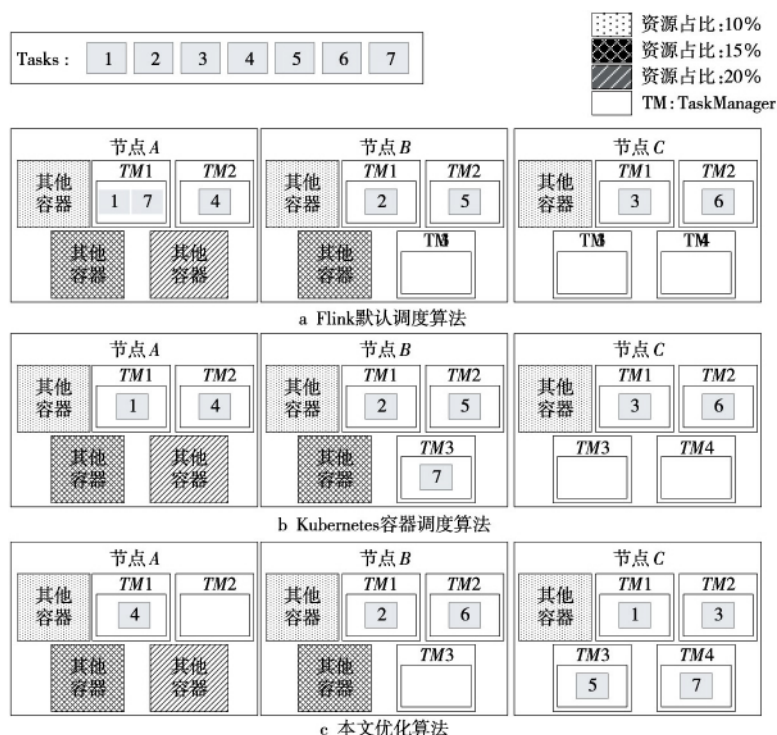 资源占比:10%
资源占比:15%
资源占比:20%
TM:TaskManager
Tasks: 1 2 3 4 5 6 7
节点A 节点B 节点C
其他容器 TM1 TM2 其他容器 TM1 TM2 其他容器 TM1 TM2
1 7 4 2 5 3 6
其他容器 其他容器 其他容器
a Flink默认调度算法
节点A 节点B 节点C
其他容器 TM1 TM2 其他容器 TM1 TM2 其他容器 TM1 TM2
1 4 2 5 3 6
其他容器 其他容器 其他容器 TM3 TM3 TM4
7
b Kubernetes容器调度算法
节点A 节点B 节点C
其他容器 TM1 TM2 其他容器 TM1 TM2 其他容器 TM1 TM2
4 2 6 1 3
其他容器 其他容器 其他容器 TM3 TM3 TM4
5 7
c 本文优化算法